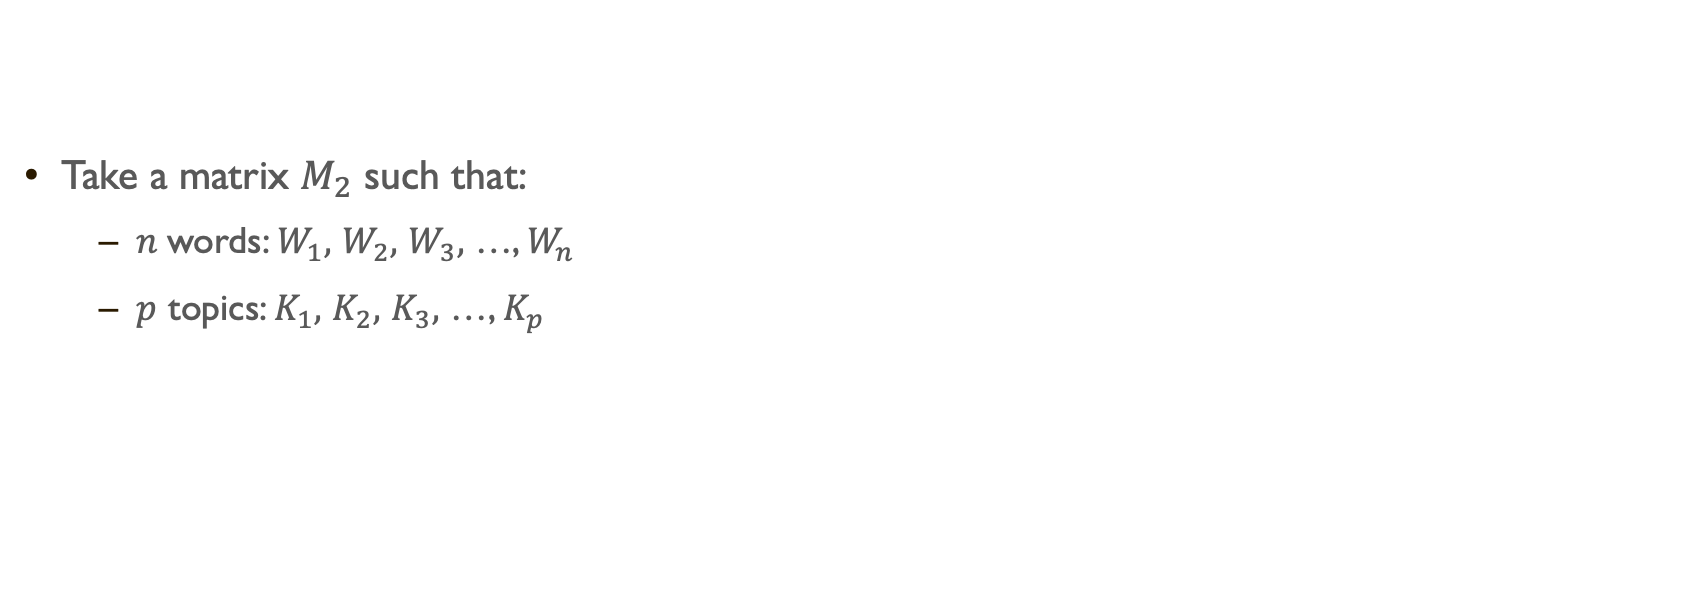 • Take a matrix M₂ such that:
– n words: W₁, W₂, W₃, …, Wₙ
– p topics: K₁, K₂, K₃, …, Kₚ